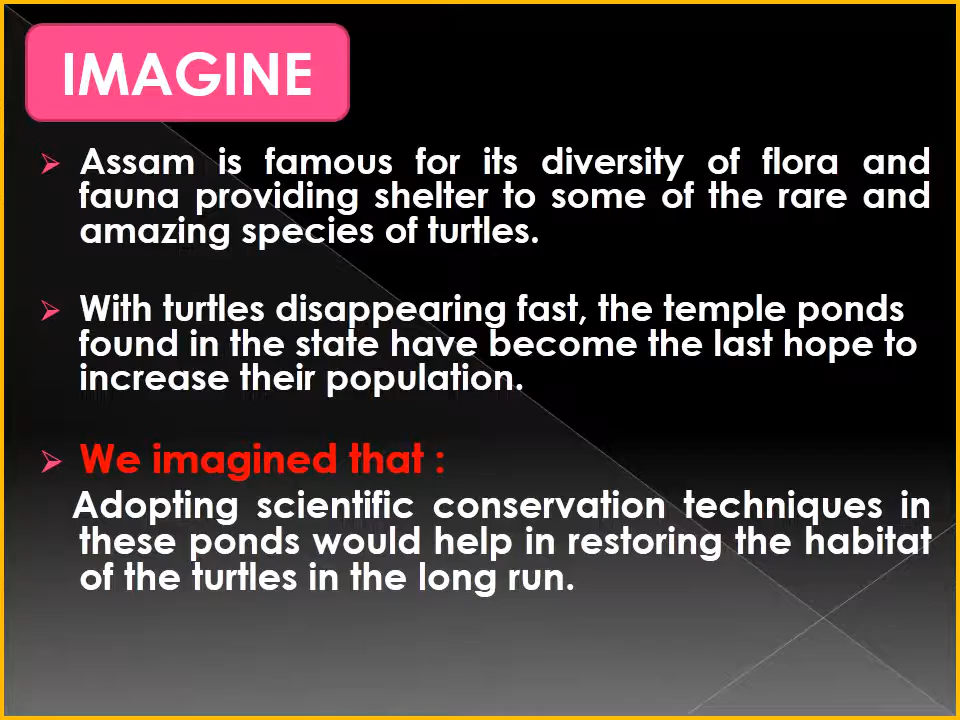 IMAGINE
Assam is famous for its diversity of flora and
fauna providing shelter to some of the rare and
amazing species of turtles.
With turtles disappearing fast, the temple ponds
found in the state have become the last hope to
increase their population.
We imagined that :
Adopting scientific conservation techniques in
these ponds would help in restoring the habitat
of the turtles in the long run.